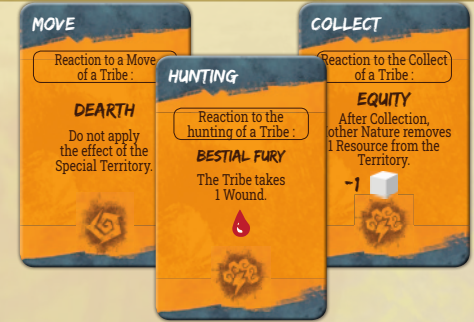 MOVE
Reaction to a Move
of a Tribe :
DEARTH
Do not apply
the effect of the
Special Territory.
HUNTING
Reaction to the
hunting of a Tribe :
BESTIAL FURY
The Tribe takes
1 Wound.
COLLECT
Reaction to the Collect
of a Tribe :
EQUITY
After Collection,
other Nature removes
1 Resource from the
Territory.
-1